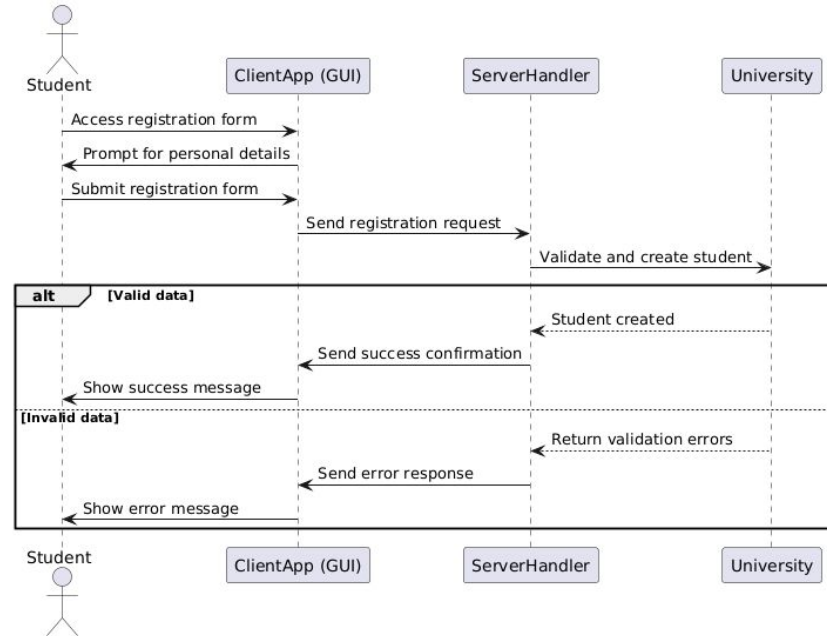 Student
ClientApp (GUI)
ServerHandler
University
Access registration form
Prompt for personal details
Submit registration form
Send registration request
Validate and create student
alt
[Valid data]
Student created
Send success confirmation
Show success message
[Invalid data]
Return validation errors
Send error response
Show error message
Student
ClientApp (GUI)
ServerHandler
University